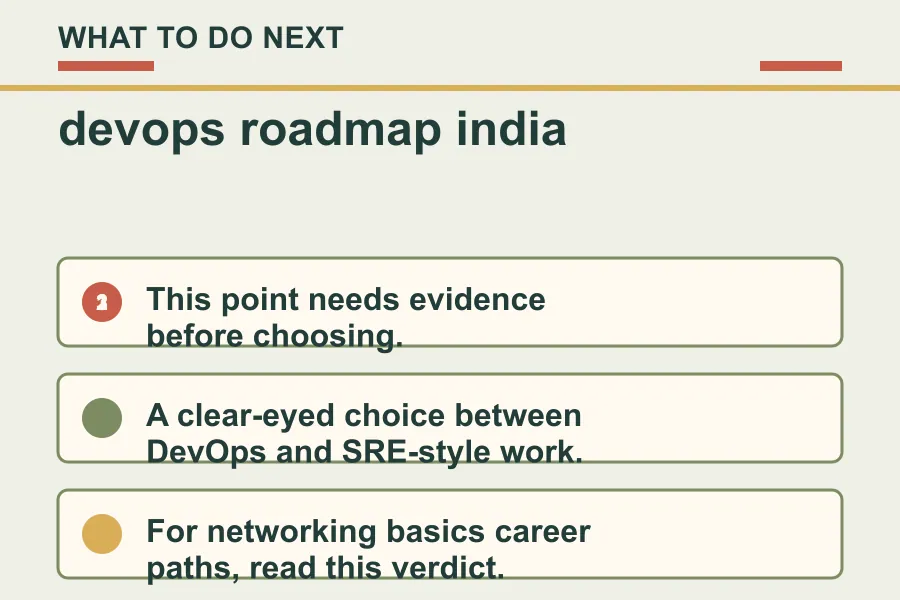 WHAT TO DO NEXT
devops roadmap india
This point needs evidence
before choosing.
A clear-eyed choice between
DevOps and SRE-style work.
For networking basics career
paths, read this verdict.